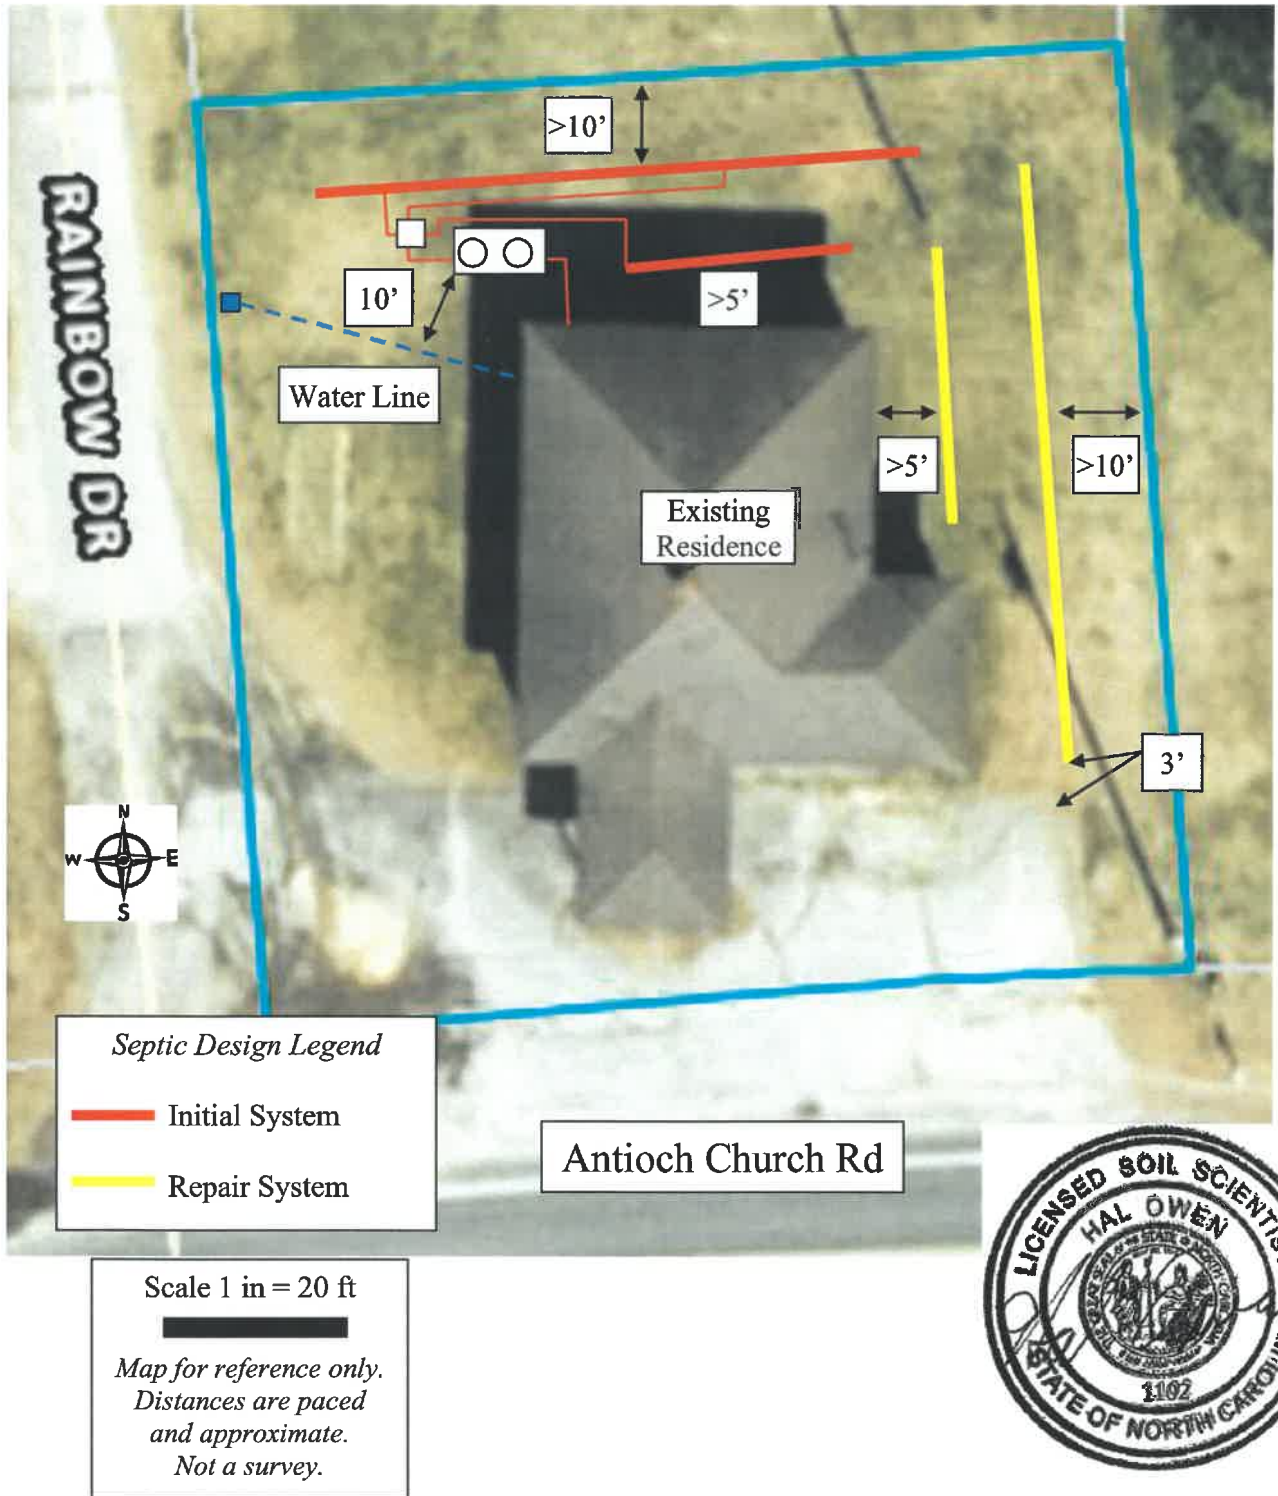 >10'
RAINBOW DR
10'
>5'
Water Line
>5'
>10'
Existing
Residence
3'
N
W E
S
Septic Design Legend
Initial System
Repair System
Antioch Church Rd
Scale 1 in = 20 ft
Map for reference only.
Distances are paced
and approximate.
Not a survey.
LICENSED SOIL SCIENTIS
HAL OWEN
1102
STATE OF NORTH CAROLIN